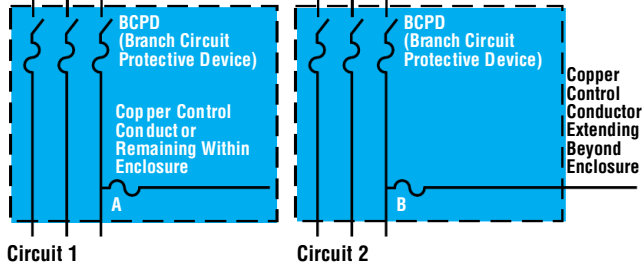 BCPD
(Branch Circuit
Protective Device)
Copper Control
Conductor
Remaining Within
Enclosure
A
Circuit 1
BCPD
(Branch Circuit
Protective Device)
Copper
Control
Conductor
Extending
Beyond
Enclosure
B
Circuit 2